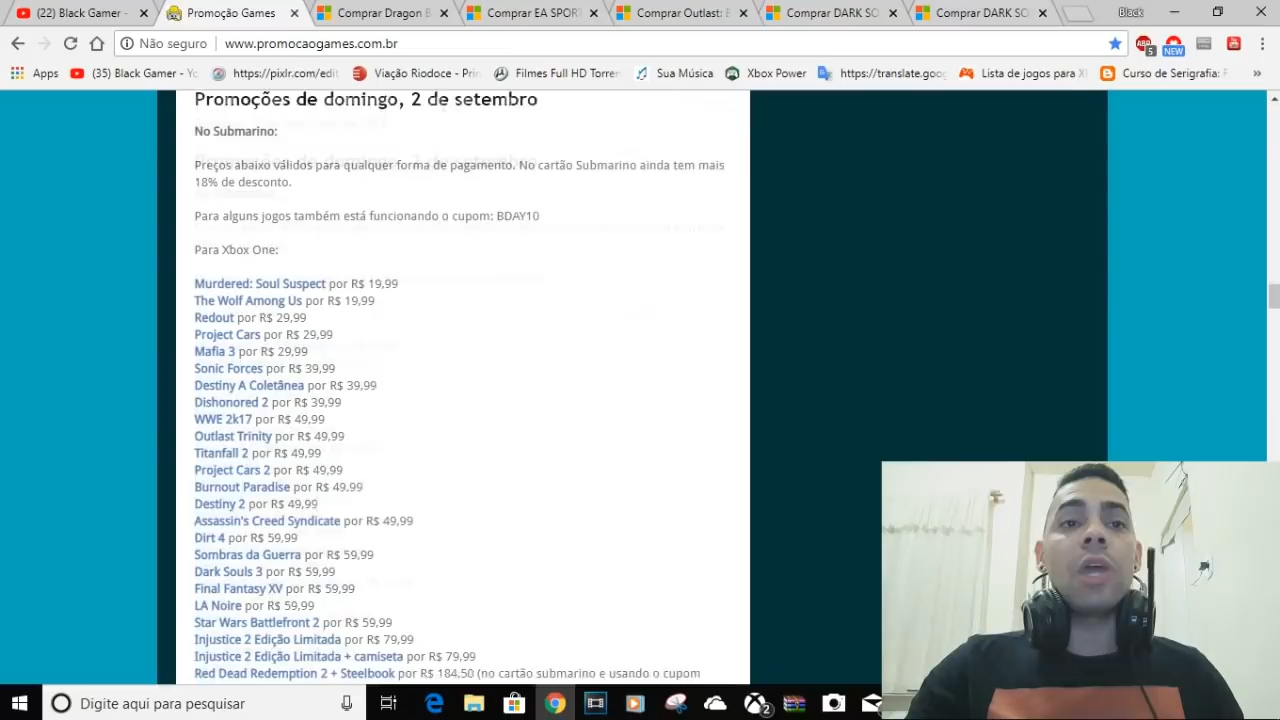 (22) Black Gamer -
Promoção Games
Comprar Dragon B
Comprar EA SPORT
Comprar Outlast: B
Comprar DARK SO
Comprar DARK SO
Black
Não seguro
www.promocaogames.com.br
5
NEW
Apps
(35) Black Gamer - Yo
https://pixlr.com/edit
Viação Riodoce - Prin
Filmes Full HD Torren
Sua Música
Xbox Power
https://translate.goog
Lista de jogos para XI
Curso de Serigrafia: F
»
Promoções de domingo, 2 de setembro
No Submarino:
Preços abaixo válidos para qualquer forma de pagamento. No cartão Submarino ainda tem mais
18% de desconto.
Para alguns jogos também está funcionando o cupom: BDAY10
Para Xbox One:
Murdered: Soul Suspect por R$ 19,99
The Wolf Among Us por R$ 19,99
Redout por R$ 29,99
Project Cars por R$ 29,99
Mafia 3 por R$ 29,99
Sonic Forces por R$ 39,99
Destiny A Coletânea por R$ 39,99
Dishonored 2 por R$ 39,99
WWE 2k17 por R$ 49,99
Outlast Trinity por R$ 49,99
Titanfall 2 por R$ 49,99
Project Cars 2 por R$ 49,99
Burnout Paradise por R$ 49,99
Destiny 2 por R$ 49,99
Assassin's Creed Syndicate por R$ 49,99
Dirt 4 por R$ 59,99
Sombras da Guerra por R$ 59,99
Dark Souls 3 por R$ 59,99
Final Fantasy XV por R$ 59,99
LA Noire por R$ 59,99
Star Wars Battlefront 2 por R$ 59,99
Injustice 2 Edição Limitada por R$ 79,99
Injustice 2 Edição Limitada + camiseta por R$ 79,99
Red Dead Redemption 2 + Steelbook por R$ 184,50 (no cartão submarino e usando o cupom
Digite aqui para pesquisar
2